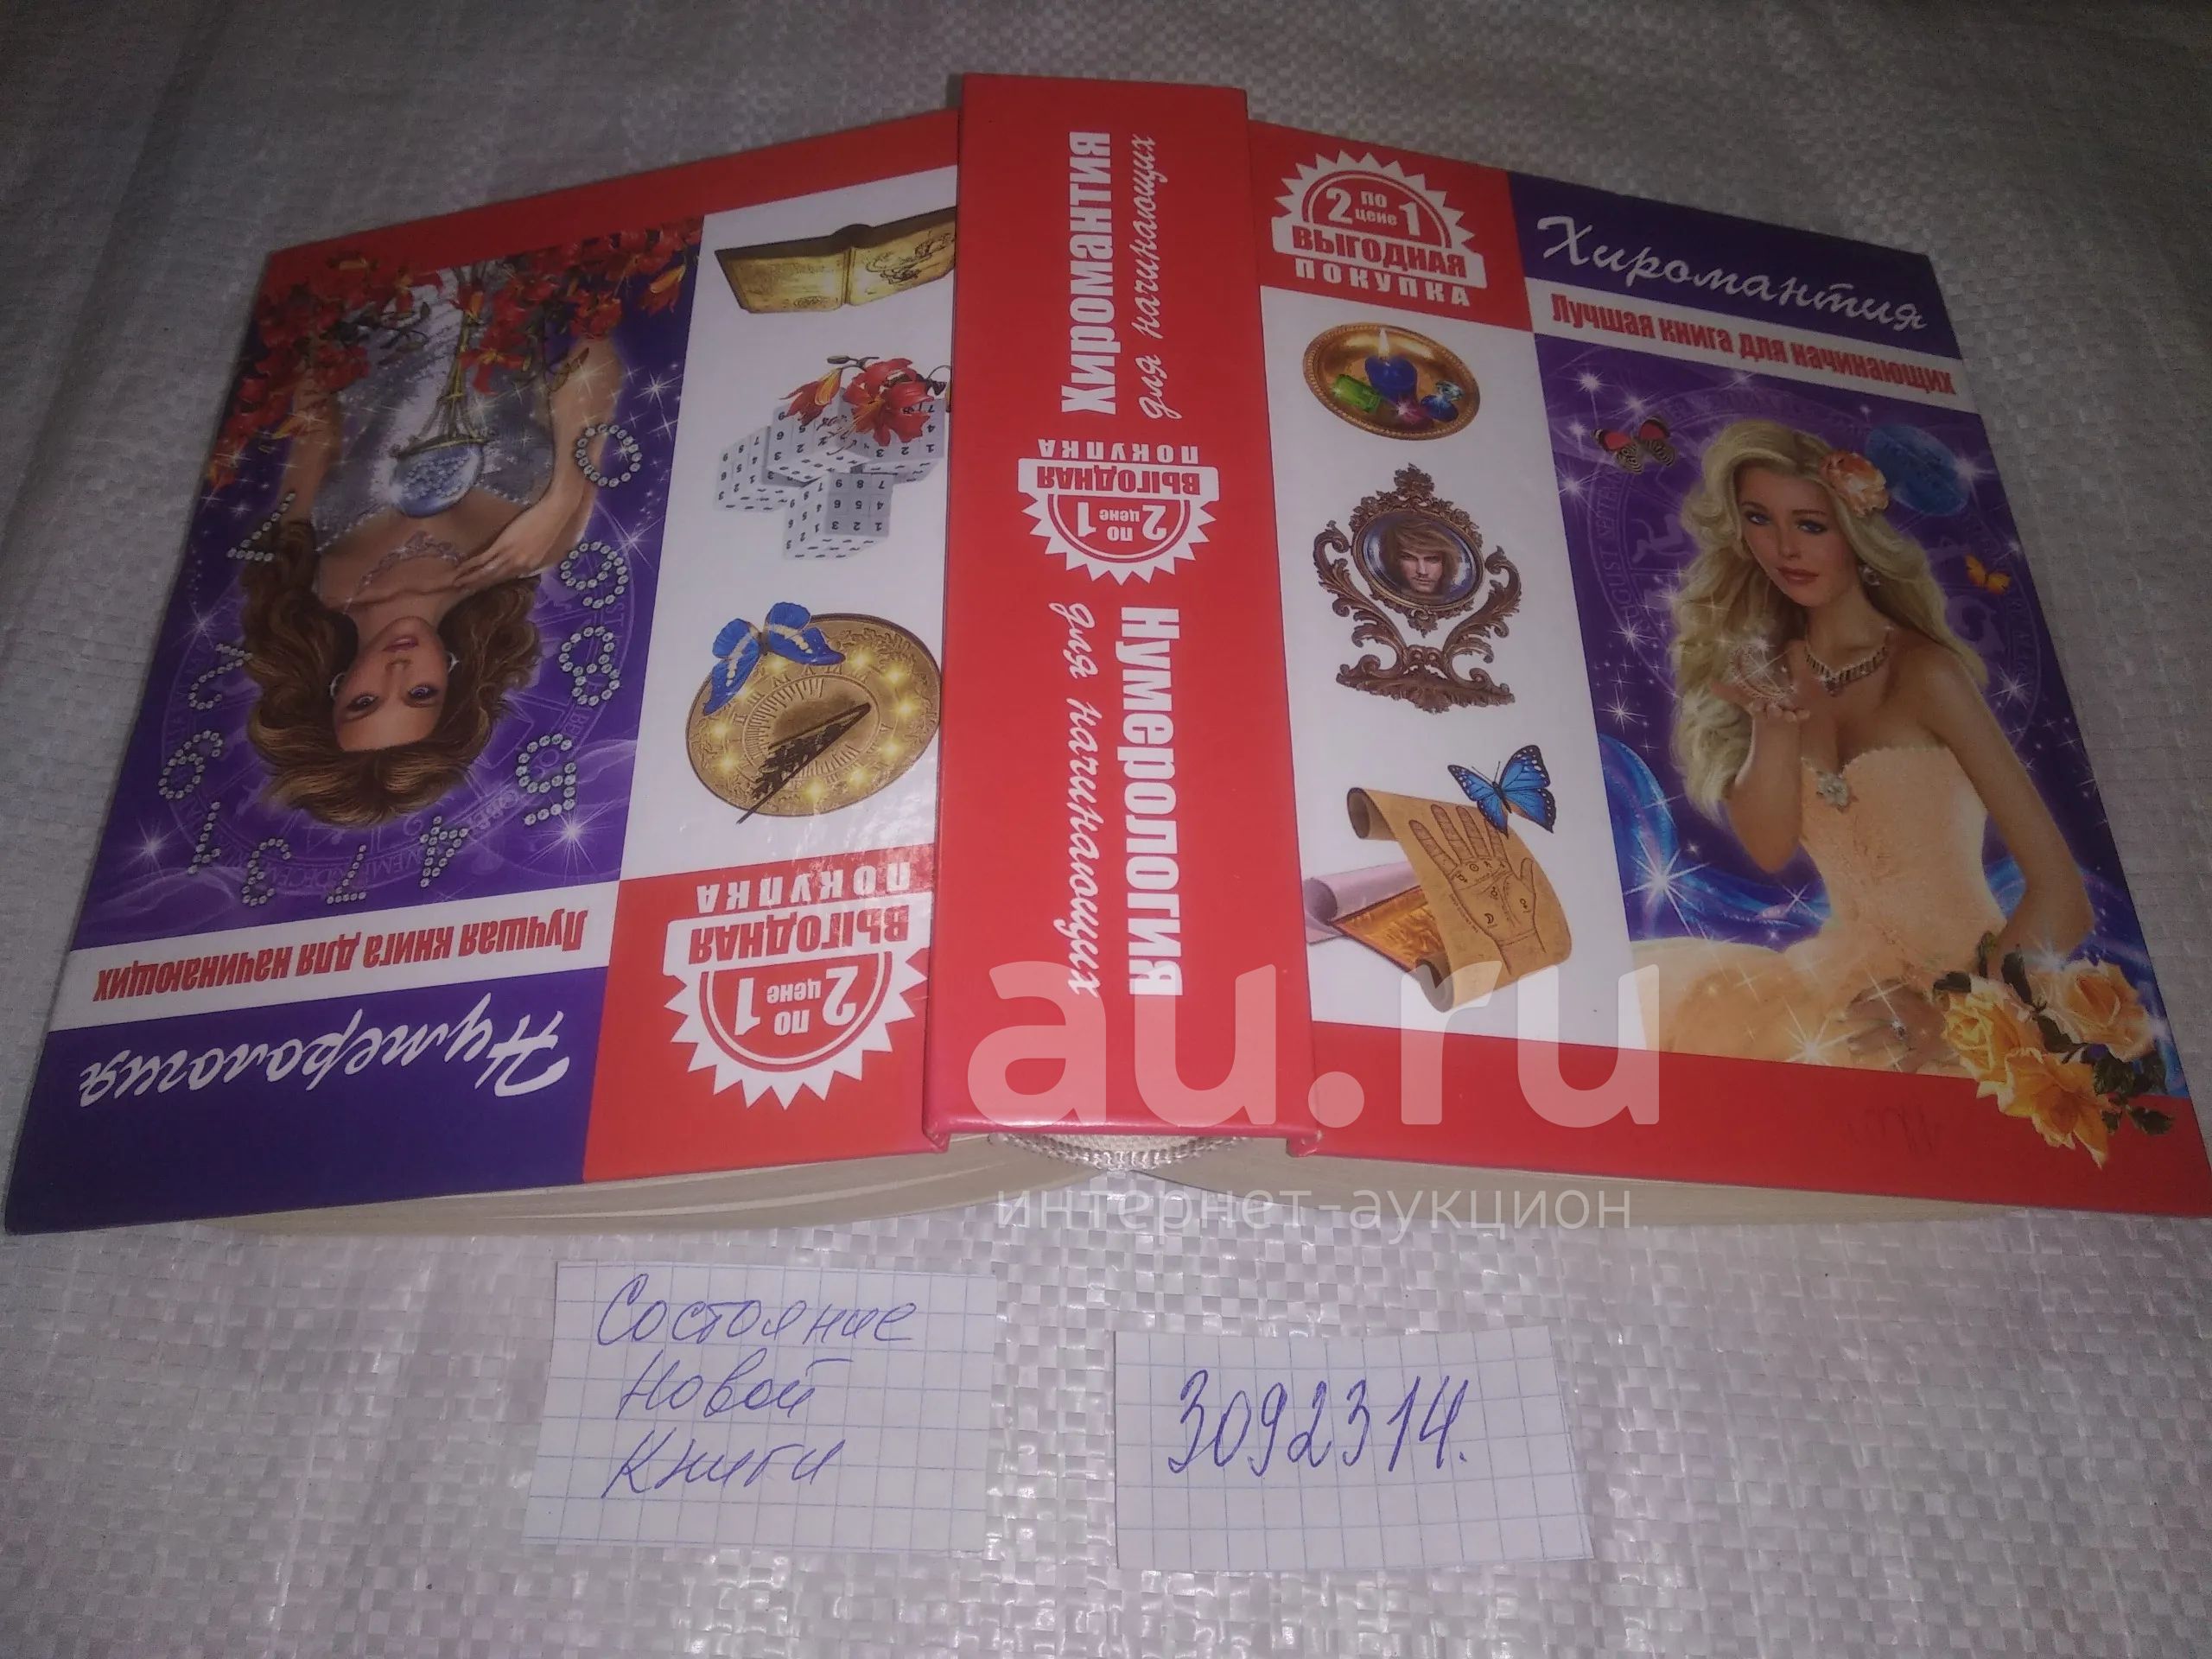 Хиромантия
для начинающих
2 по цене 1
ВЫГОДНАЯ
ПОКУПКА
Нумерология
для начинающих
2 по цене 1
ВЫГОДНАЯ
ПОКУПКА
Хиромантия
Лучшая книга для начинающих
2 по цене 1
ВЫГОДНАЯ
ПОКУПКА
Нумерология
Лучшая книга для начинающих
au.ru
интернет-аукцион
Состояние
Новой
Книги
3092314.